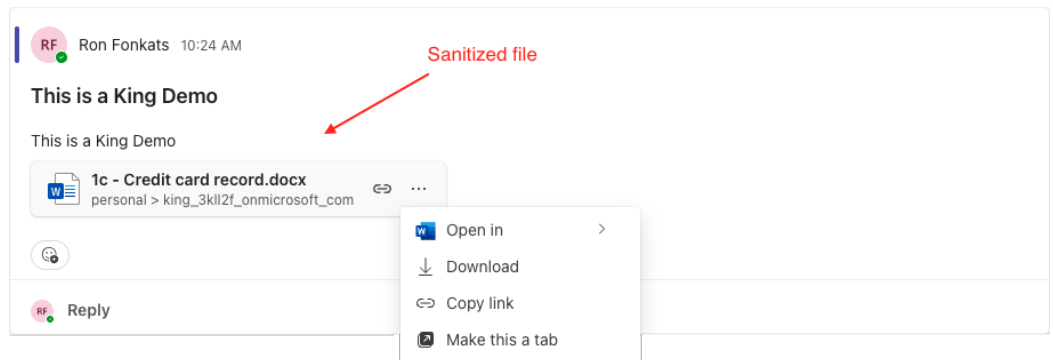 RF Ron Fonkats 10:24 AM
Sanitized file
This is a King Demo
This is a King Demo
W 1c - Credit card record.docx
personal > king_3kll2f_onmicrosoft_com
W Open in
Download
Copy link
RF Reply
Make this a tab